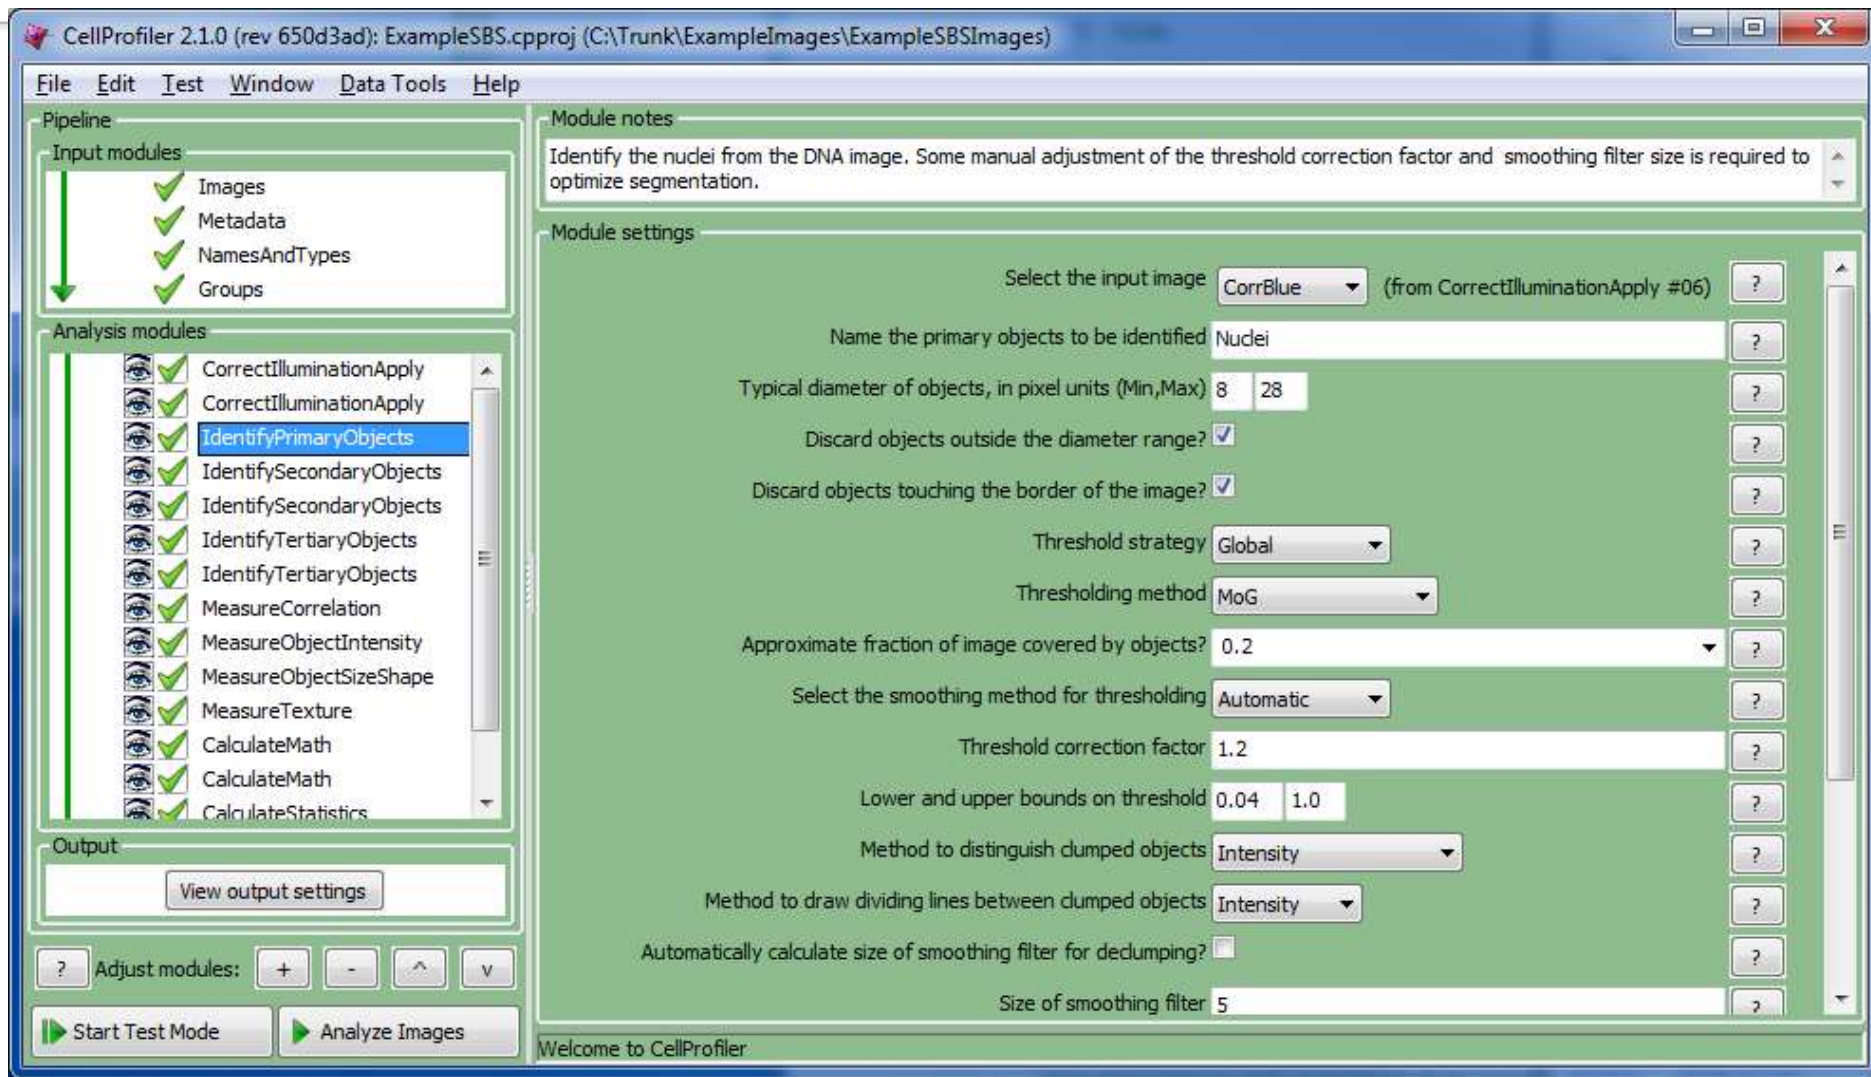 CellProfiler 2.1.0 (rev 650d3ad): ExampleSBS.cpproj (C:\Trunk\ExampleImages\ExampleSBSImages)
File Edit Test Window Data Tools Help
Pipeline
Input modules
Images
Metadata
NamesAndTypes
Groups
Analysis modules
CorrectIlluminationApply
CorrectIlluminationApply
IdentifyPrimaryObjects
IdentifySecondaryObjects
IdentifySecondaryObjects
IdentifyTertiaryObjects
IdentifyTertiaryObjects
MeasureCorrelation
MeasureObjectIntensity
MeasureObjectSizeShape
MeasureTexture
CalculateMath
CalculateMath
CalculateStatistics
Output
View output settings
? Adjust modules: + - ^ v
Start Test Mode Analyze Images
Module notes
Identify the nuclei from the DNA image. Some manual adjustment of the threshold correction factor and smoothing filter size is required to
optimize segmentation.
Module settings
Select the input image CorrBlue (from CorrectIlluminationApply #06) ?
Name the primary objects to be identified Nuclei ?
Typical diameter of objects, in pixel units (Min,Max) 8 28 ?
Discard objects outside the diameter range? ?
Discard objects touching the border of the image? ?
Threshold strategy Global ?
Thresholding method MoG ?
Approximate fraction of image covered by objects? 0.2 ?
Select the smoothing method for thresholding Automatic ?
Threshold correction factor 1.2 ?
Lower and upper bounds on threshold 0.04 1.0 ?
Method to distinguish clumped objects Intensity ?
Method to draw dividing lines between clumped objects Intensity ?
Automatically calculate size of smoothing filter for declumping? ?
Size of smoothing filter 5 ?
Welcome to CellProfiler